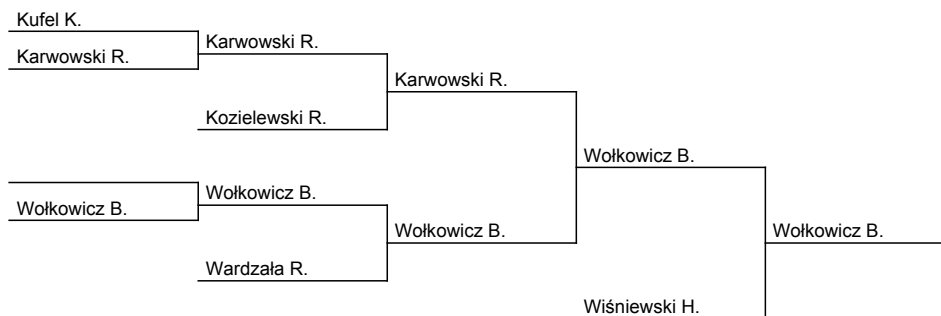 Kufel K.
Karwowski R.
Karwowski R.
Karwowski R.
Kozielewski R.
Wołkowicz B.
Wołkowicz B.
Wołkowicz B.
Wołkowicz B.
Wołkowicz B.
Wardzała R.
Wiśniewski H.